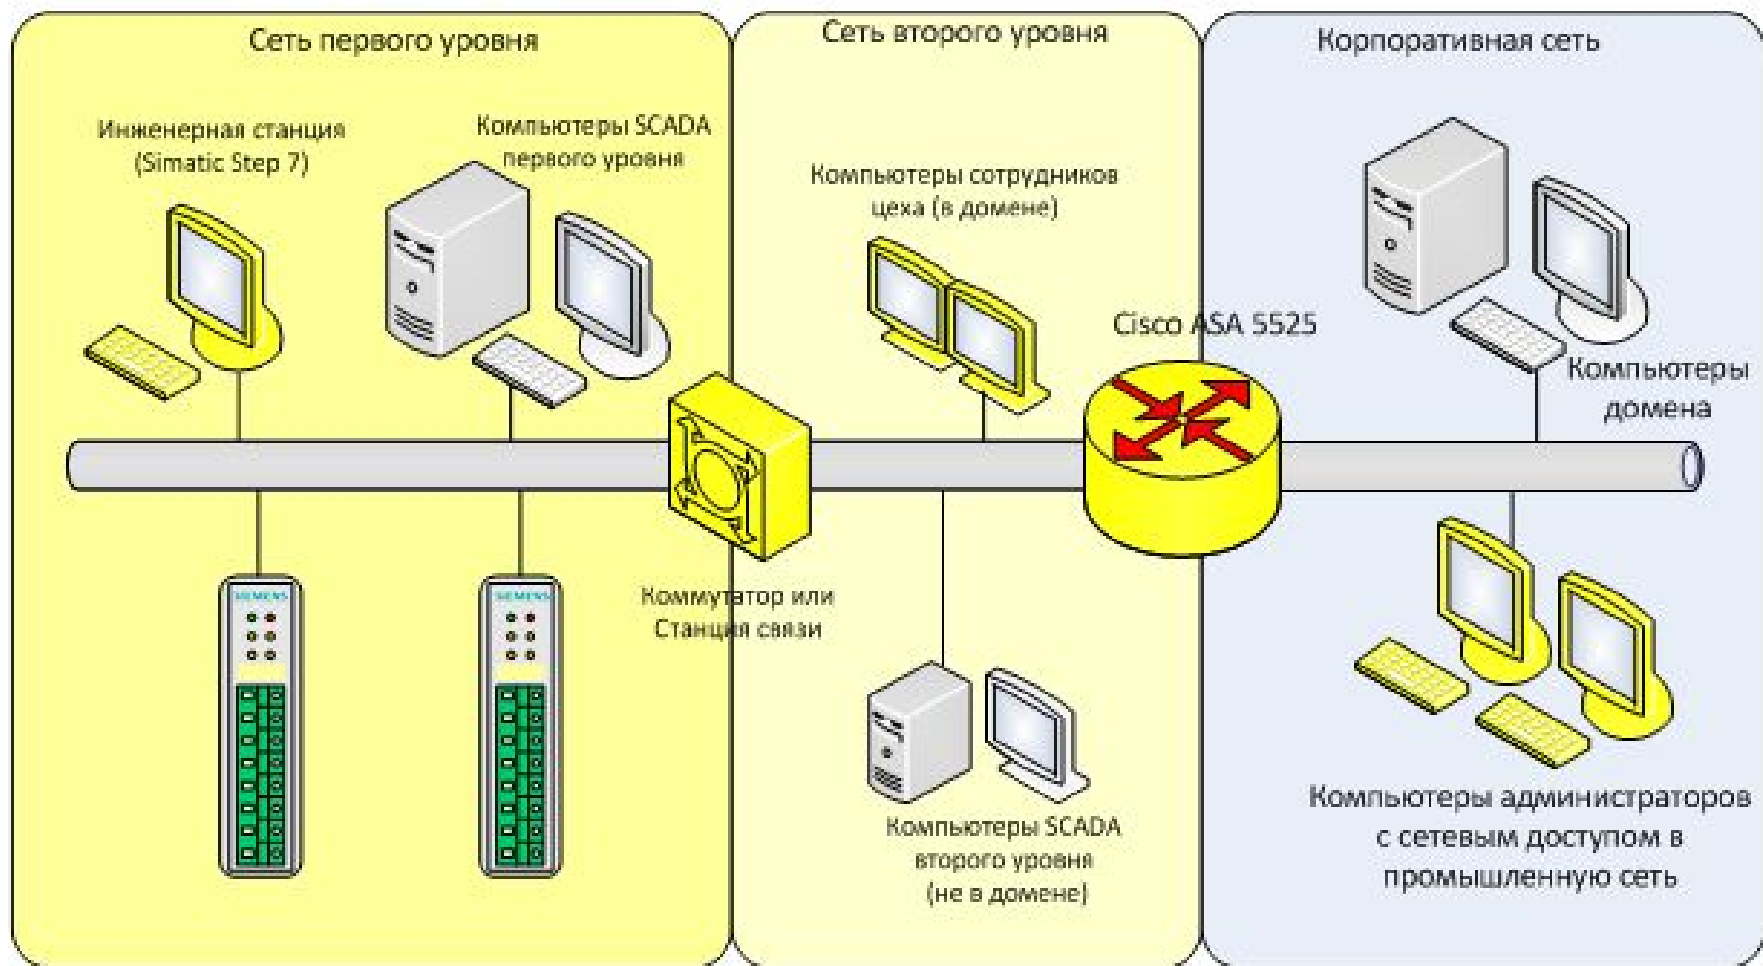 Сеть первого уровня
Сеть второго уровня
Корпоративная сеть
Инженерная станция
(Simatic Step 7)
Компьютеры SCADA
первого уровня
Компьютеры сотрудников
цеха (в домене)
Cisco ASA 5525
Компьютеры
домена
SIEMENS
SIEMENS
Коммутатор или
Станция связи
Компьютеры SCADA
второго уровня
(не в домене)
Компьютеры администраторов
с сетевым доступом в
промышленную сеть